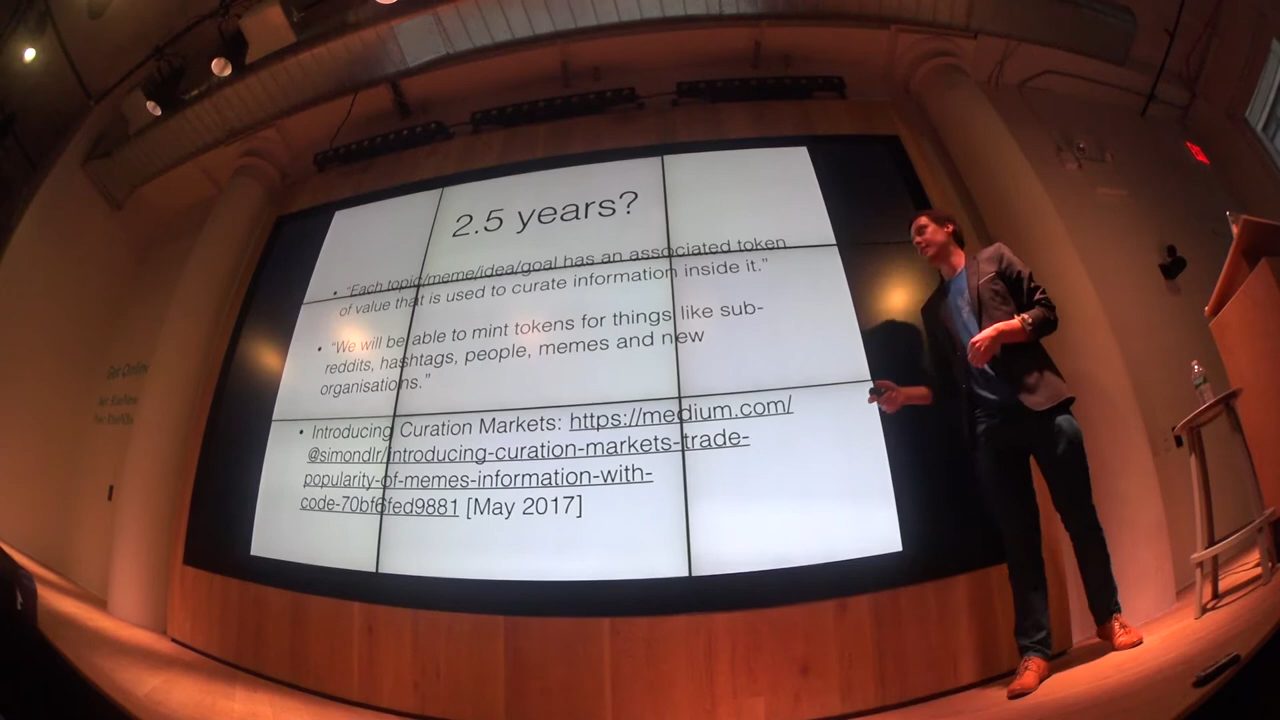 2.5 years?
• “Each topic/meme/idea/goal has an associated token
of value that is used to curate information inside it.”
• “We will be able to mint tokens for things like sub-
reddits, hashtags, people, memes and new
organisations.”
• Introducing Curation Markets: https://medium.com/
@simondlr/introducing-curation-markets-trade-
popularity-of-memes-information-with-
code-70bf6fed9881 [May 2017]
Get Online